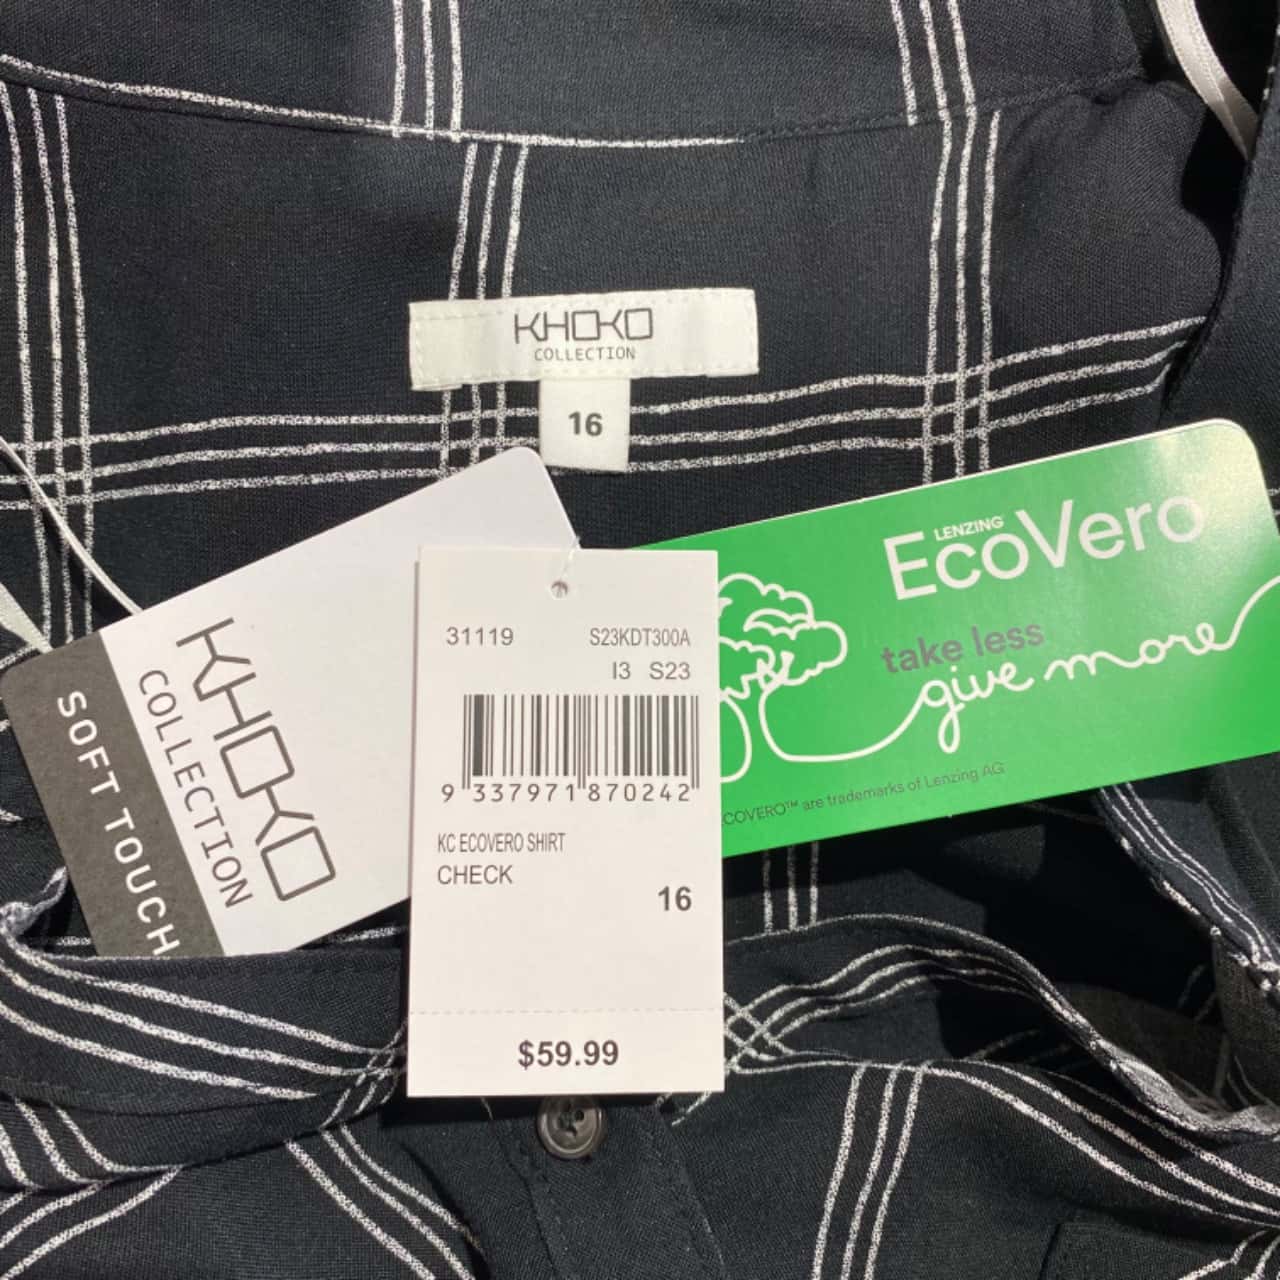 KHOKO
COLLECTION
16
KHOKO
COLLECTION
SOFT TOUCH
31119 S23KDT300A
I3 S23
9 337971 870242
KC ECOVERO SHIRT
CHECK
16
$59.99
LENZING
EcoVero
take less
give more
ECOVERO™ are trademarks of Lenzing AG